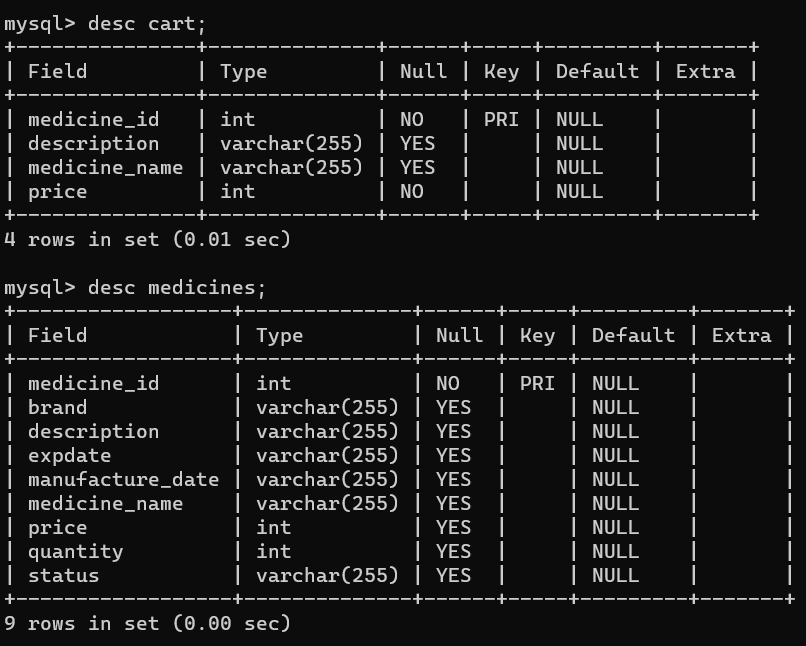 mysql> desc cart;
+---------------+--------------+------+-----+---------+-------+
| Field         | Type         | Null | Key | Default | Extra |
+---------------+--------------+------+-----+---------+-------+
| medicine_id   | int          | NO   | PRI | NULL    |       |
| description   | varchar(255) | YES  |     | NULL    |       |
| medicine_name | varchar(255) | YES  |     | NULL    |       |
| price         | int          | NO   |     | NULL    |       |
+---------------+--------------+------+-----+---------+-------+
4 rows in set (0.01 sec)

mysql> desc medicines;
+------------------+--------------+------+-----+---------+-------+
| Field            | Type         | Null | Key | Default | Extra |
+------------------+--------------+------+-----+---------+-------+
| medicine_id      | int          | NO   | PRI | NULL    |       |
| brand            | varchar(255) | YES  |     | NULL    |       |
| description      | varchar(255) | YES  |     | NULL    |       |
| expdate          | varchar(255) | YES  |     | NULL    |       |
| manufacture_date | varchar(255) | YES  |     | NULL    |       |
| medicine_name    | varchar(255) | YES  |     | NULL    |       |
| price            | int          | YES  |     | NULL    |       |
| quantity         | int          | YES  |     | NULL    |       |
| status           | varchar(255) | YES  |     | NULL    |       |
+------------------+--------------+------+-----+---------+-------+
9 rows in set (0.00 sec)